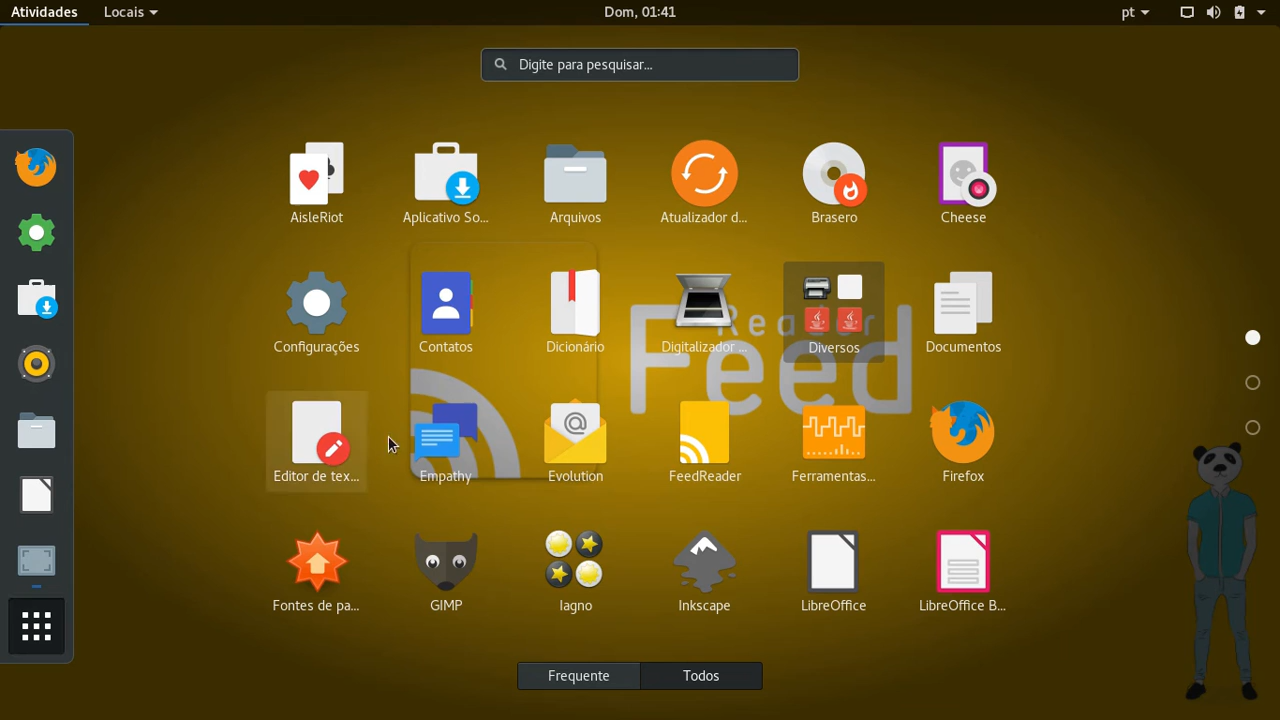 Atividades
Locais
Dom, 01:41
pt
Digite para pesquisar...
AisleRiot
Aplicativo So...
Arquivos
Atualizador d...
Brasero
Cheese
Configurações
Contatos
Dicionário
Digitalizador ...
Diversos
Documentos
Reader
Feed
Editor de tex...
Empathy
Evolution
FeedReader
Ferramentas...
Firefox
Fontes de pa...
GIMP
Iagno
Inkscape
LibreOffice
LibreOffice B...
Frequente
Todos